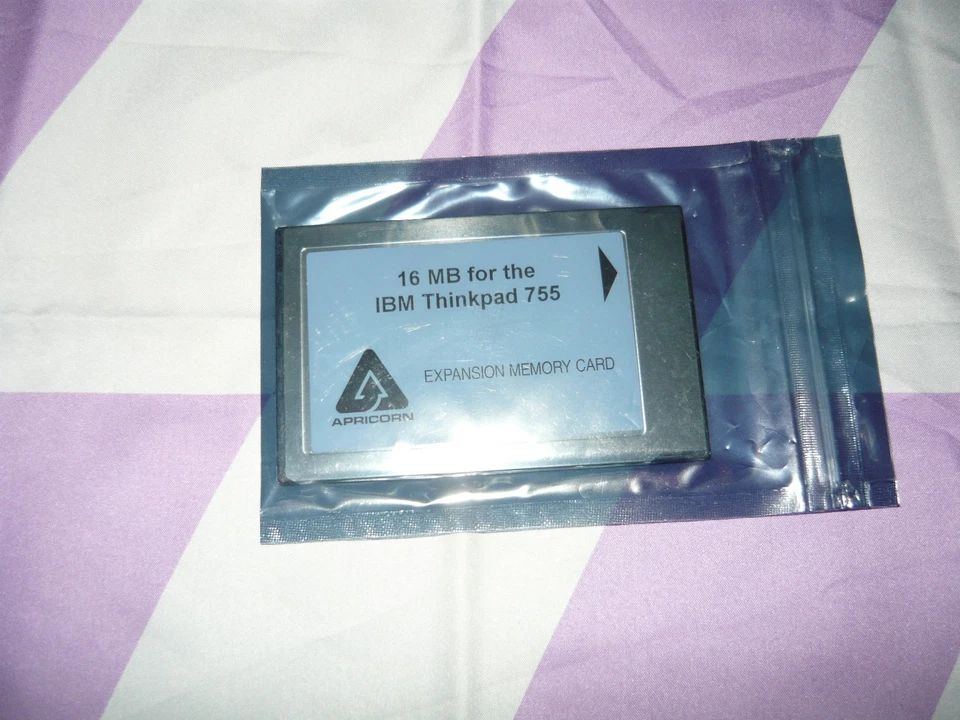 16 MB for the
IBM Thinkpad 755
EXPANSION MEMORY CARD
APRICORN